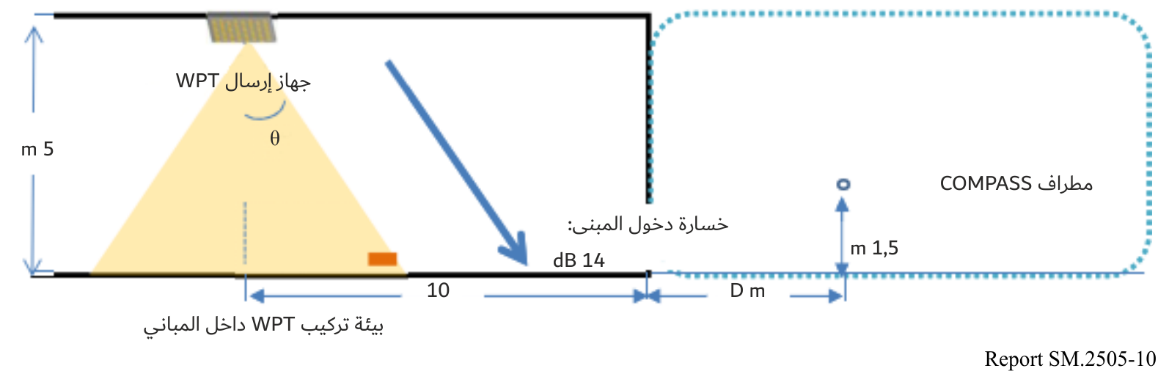 جهاز إرسال WPT
θ
m 5
مطراف COMPASS
خسارة دخول المبنى:
dB 14
m 1,5
10
D m
بيئة تركيب WPT داخل المباني
Report SM.2505-10